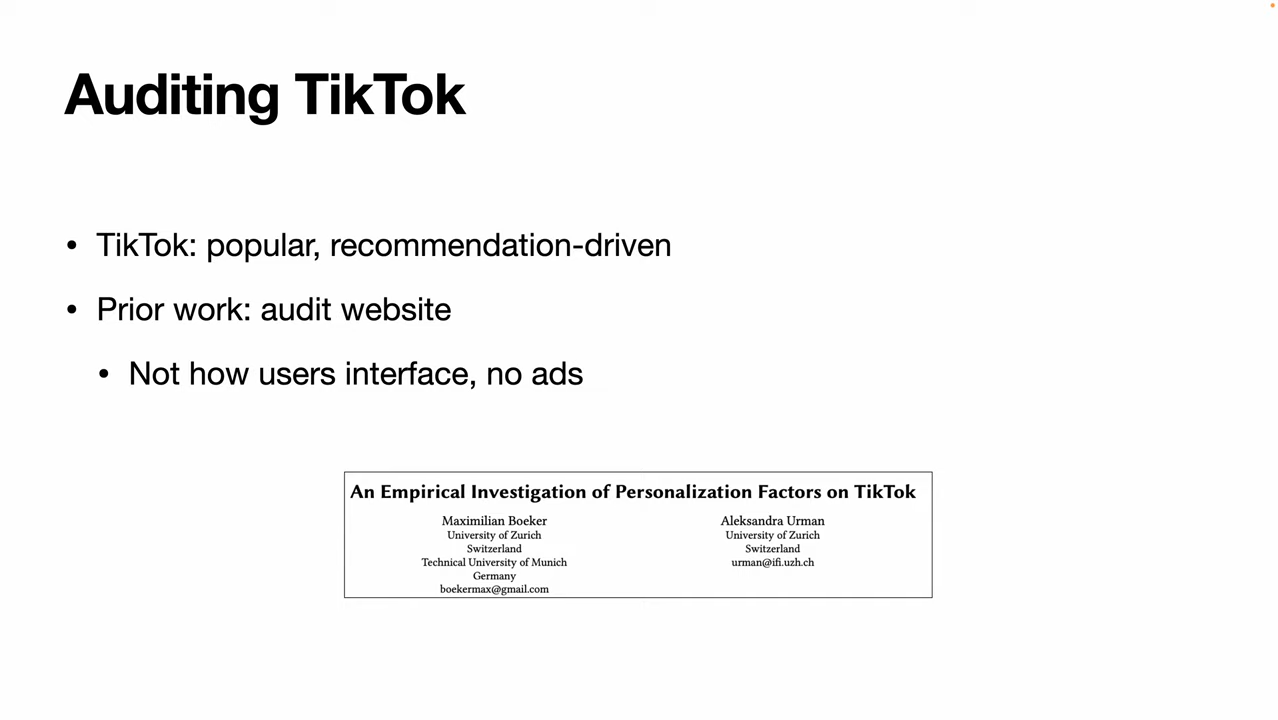 Auditing TikTok
• TikTok: popular, recommendation-driven
• Prior work: audit website
• Not how users interface, no ads
An Empirical Investigation of Personalization Factors on TikTok
Maximilian Boeker
University of Zurich
Switzerland
Technical University of Munich
Germany
boekermax@gmail.com
Aleksandra Urman
University of Zurich
Switzerland
urman@ifi.uzh.ch